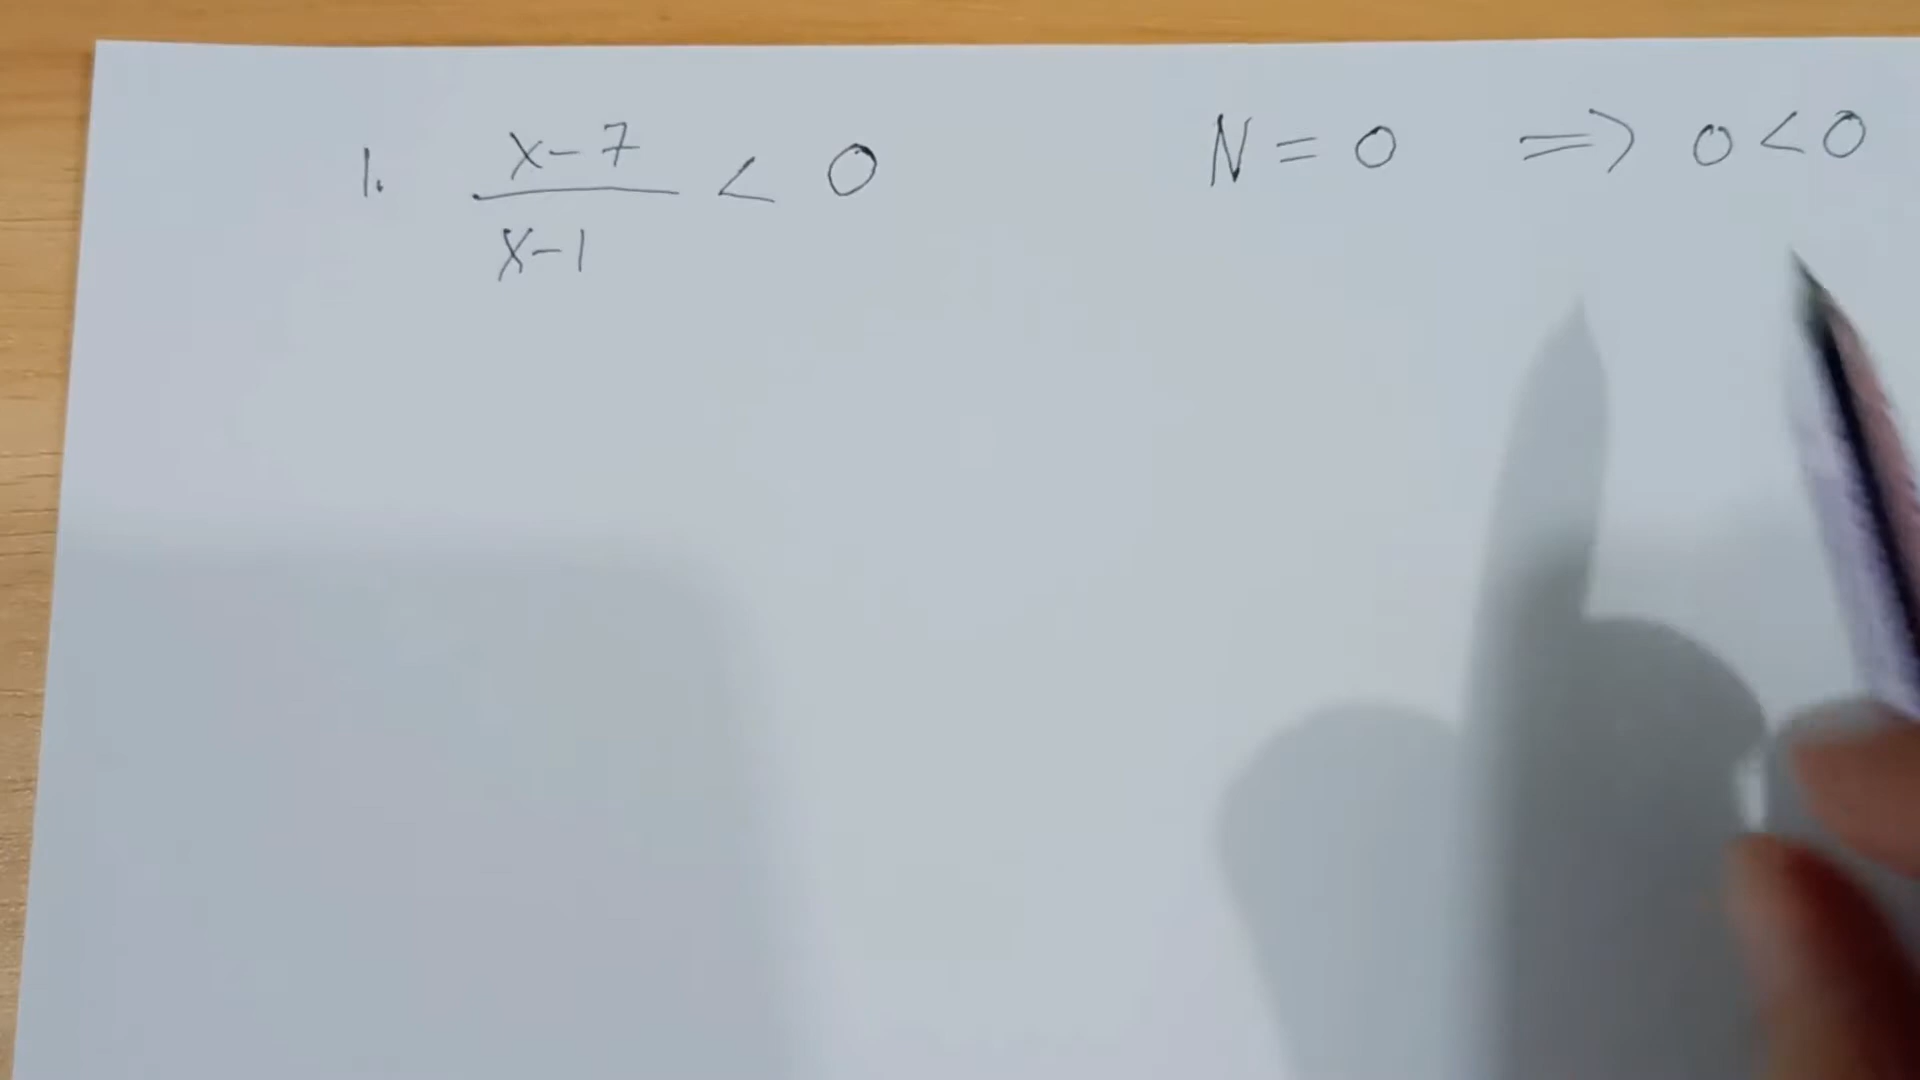 1. x-7/x-1 < 0
N = 0 => 0 < 0